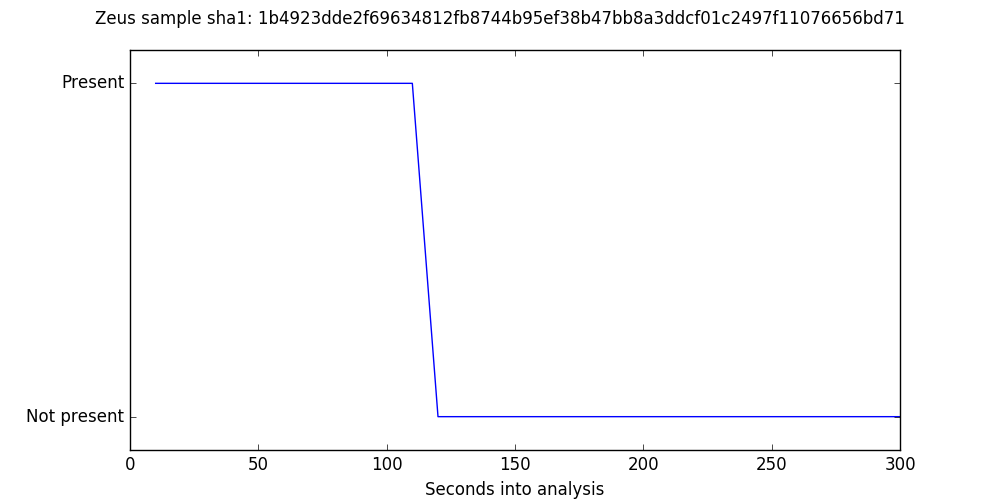 Zeus sample sha1: 1b4923dde2f69634812fb8744b95ef38b47bb8a3ddcf01c2497f11076656bd71
Present
Not present
0 50 100 150 200 250 300
Seconds into analysis